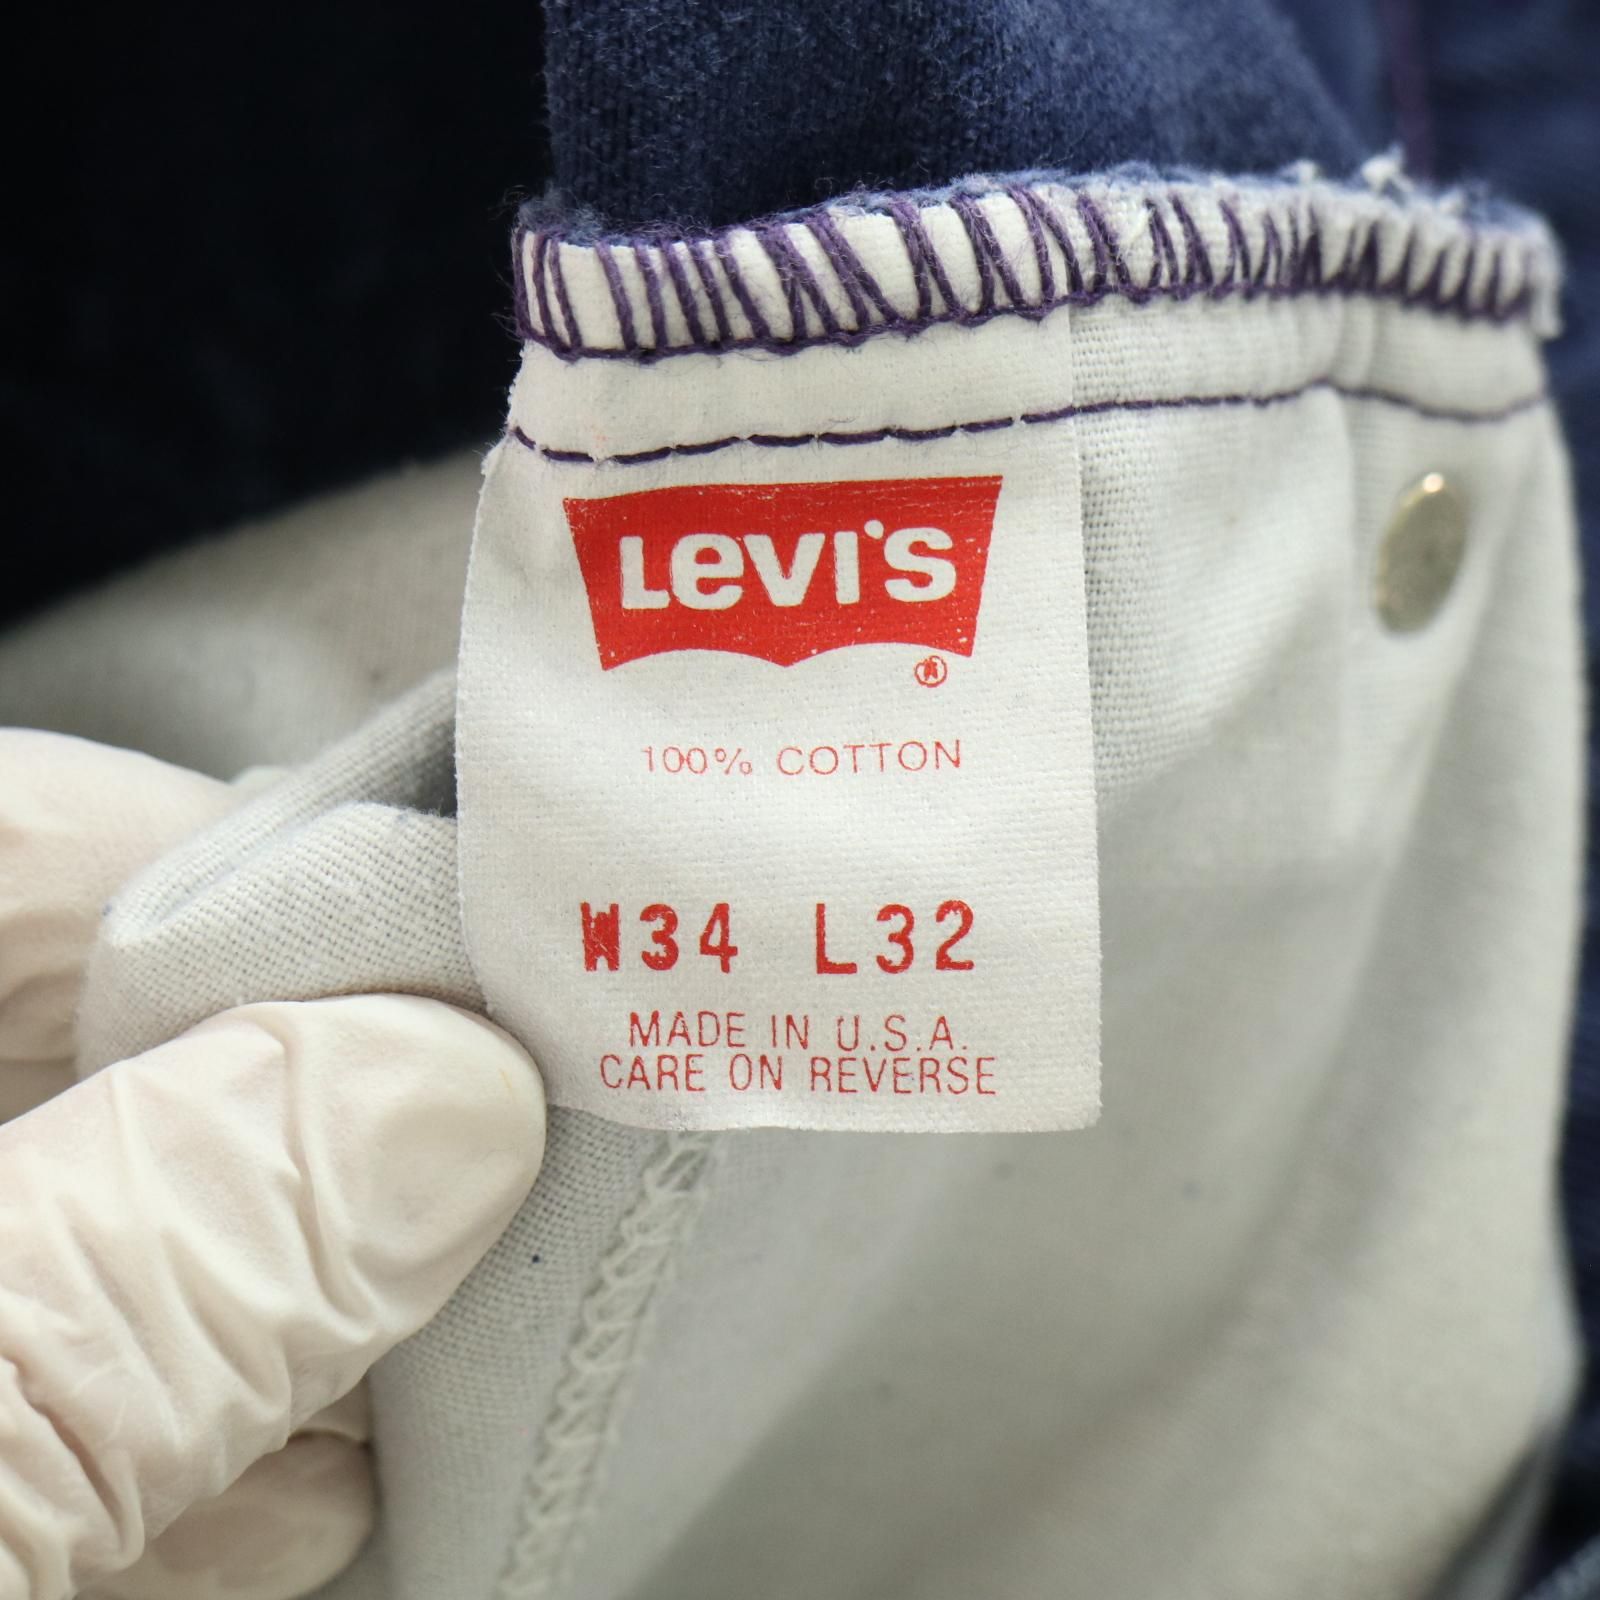 Levi's
®
100% COTTON
W34 L32
MADE IN U.S.A.
CARE ON REVERSE